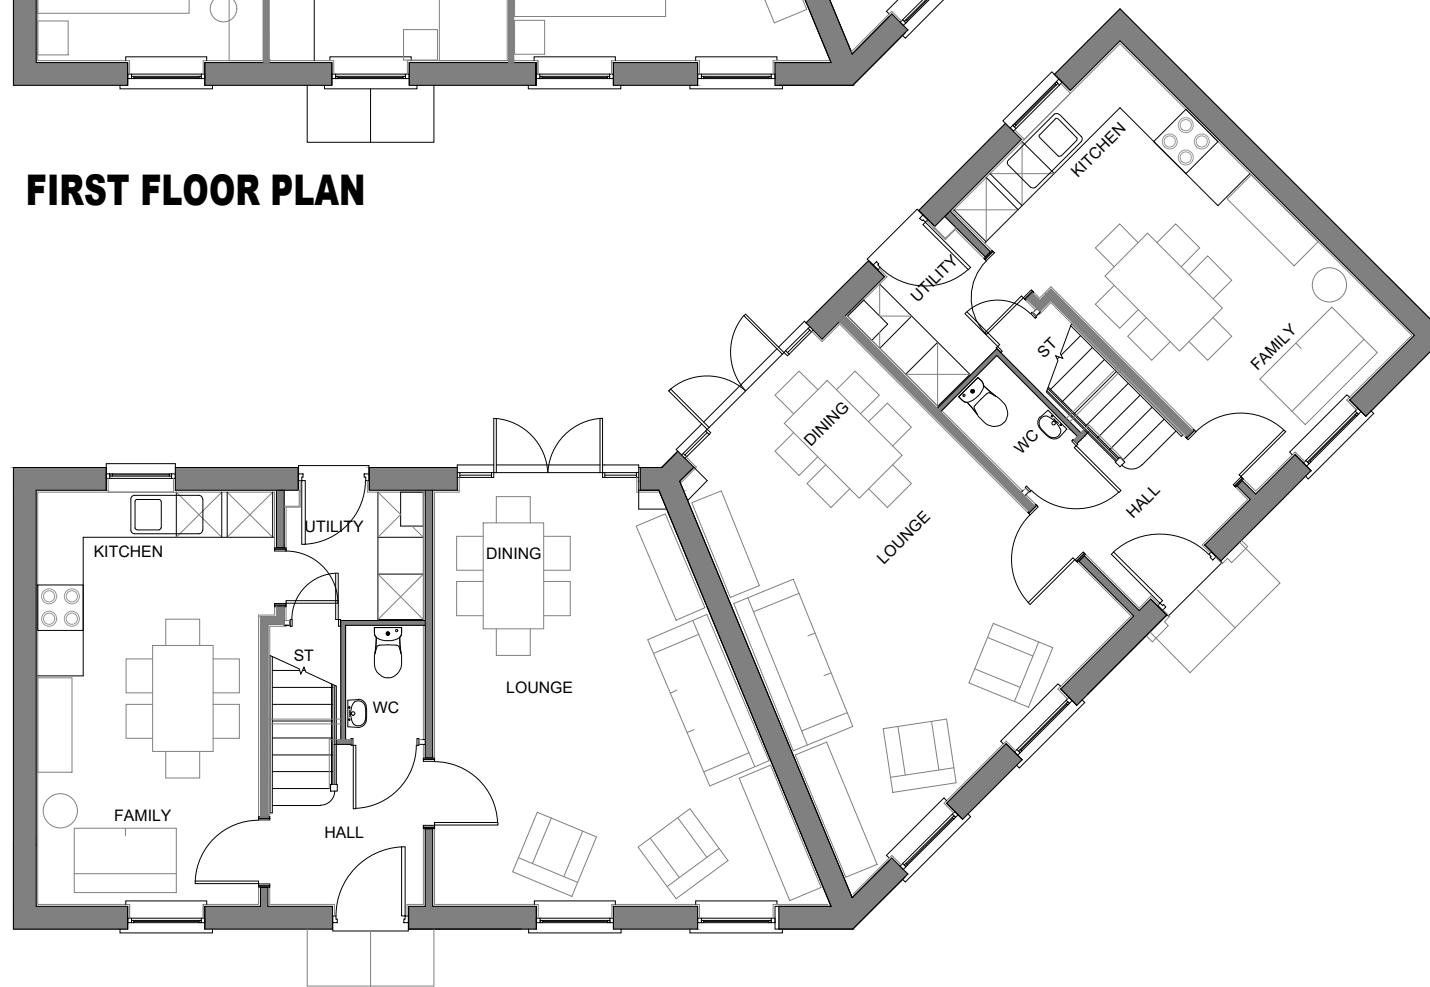 FIRST FLOOR PLAN
KITCHEN
UTILITY
ST
FAMILY
DINING
WC
HALL
LOUNGE
KITCHEN
UTILITY
DINING
ST
LOUNGE
WC
FAMILY
HALL